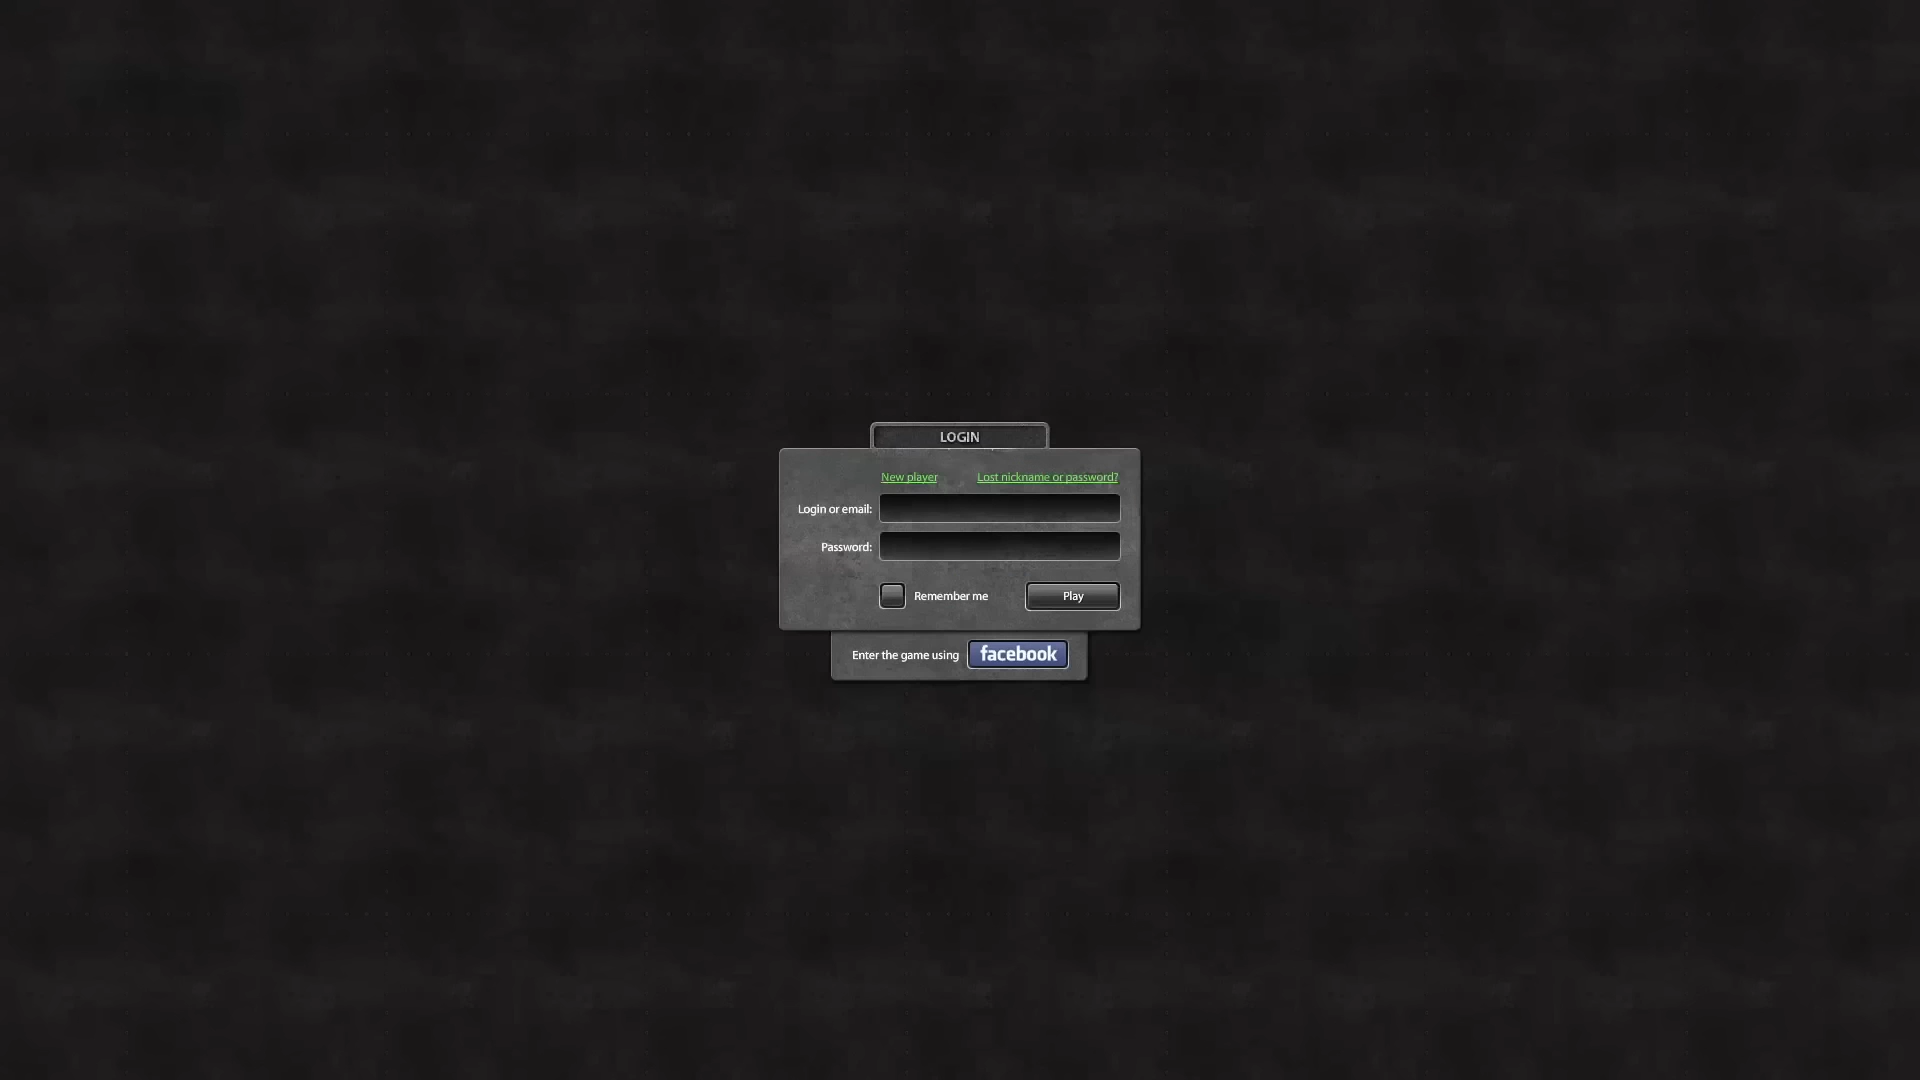 LOGIN
New player Lost nickname or password?
Login or email:
Password:
Remember me Play
Enter the game using facebook